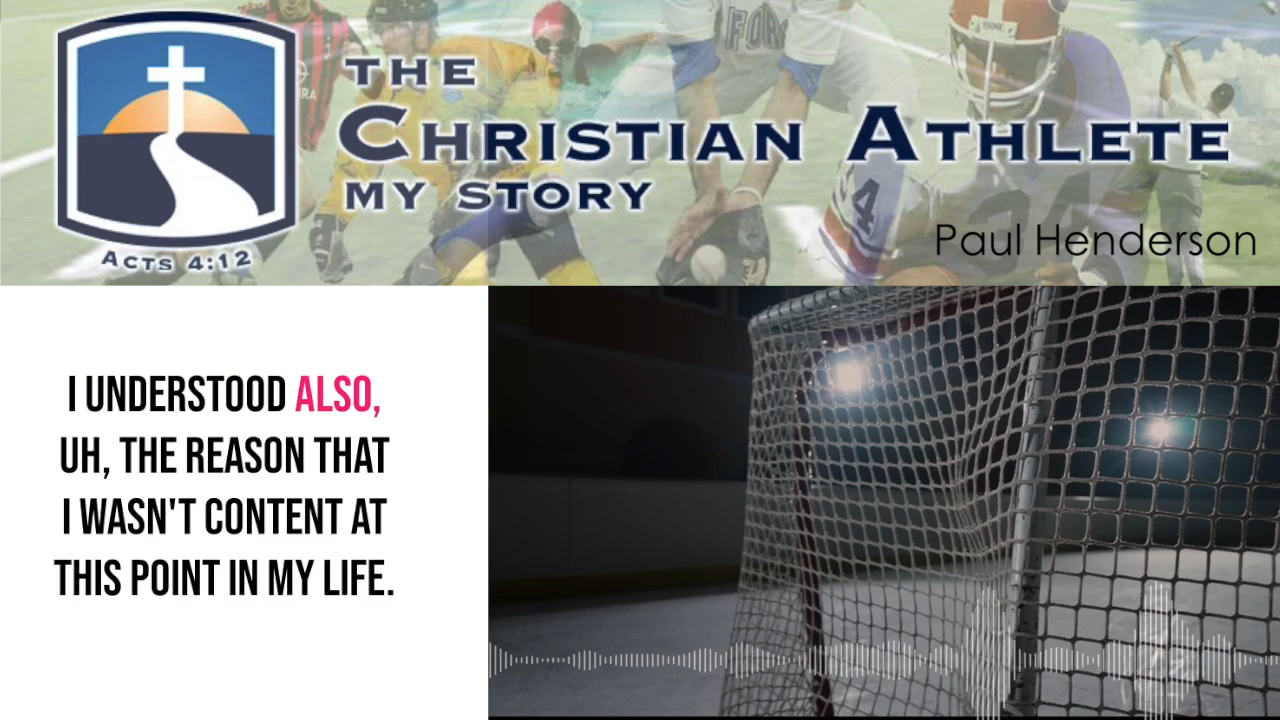 THE
CHRISTIAN ATHLETE
MY STORY
ACTS 4:12
Paul Henderson
I UNDERSTOOD ALSO,
UH, THE REASON THAT
I WASN'T CONTENT AT
THIS POINT IN MY LIFE.